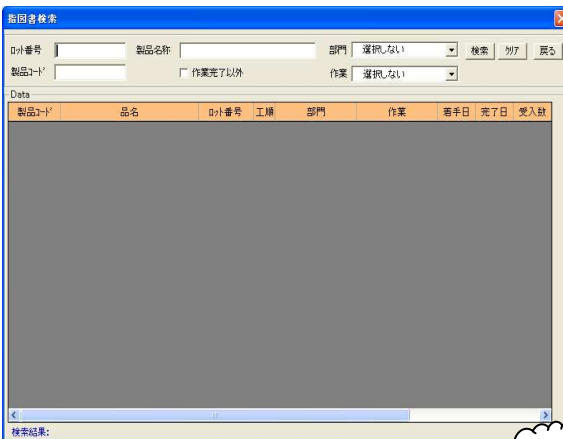 指図書検索
ﾛｯﾄ番号 製品名称 部門 選択しない 検索 ｸﾘｱ 戻る
製品ｺｰﾄﾞ 作業完了以外 作業 選択しない
Data
製品ｺｰﾄﾞ 品名 ﾛｯﾄ番号 工順 部門 作業 着手日 完了日 受入数
検索結果: